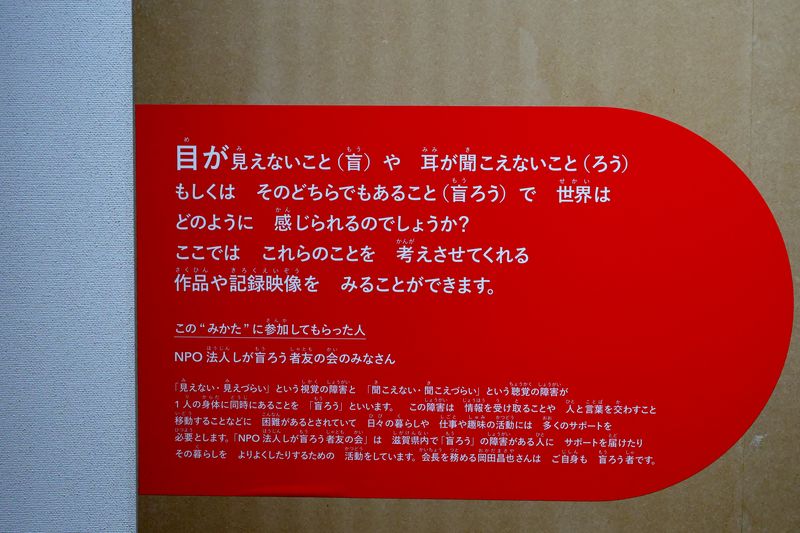 目が見えないこと（盲）や 耳が聞こえないこと（ろう）
もしくは そのどちらでもあること（盲ろう）で 世界は
どのように 感じられるのでしょうか？
ここでは これらのことを 考えさせてくれる
作品や記録映像を みることができます。
この“みかた”に参加してもらった人
NPO法人しが盲ろう者友の会のみなさん
「見えない・見えづらい」という視覚の障害と 「聞こえない・聞こえづらい」という聴覚の障害が
1人の身体に同時にあることを 「盲ろう」といいます。 この障害は 情報を受け取ることや 人と言葉を交わすこと
移動することなどに 困難があるとされていて 日々の暮らしや 仕事や趣味の活動には 多くのサポートを
必要とします。「NPO法人しが盲ろう者友の会」は 滋賀県内で「盲ろう」の障害がある人に サポートを届けたり
その暮らしを よりよくしたりするための 活動をしています。会長を務める岡田昌也さんは ご自身も 盲ろう者です。